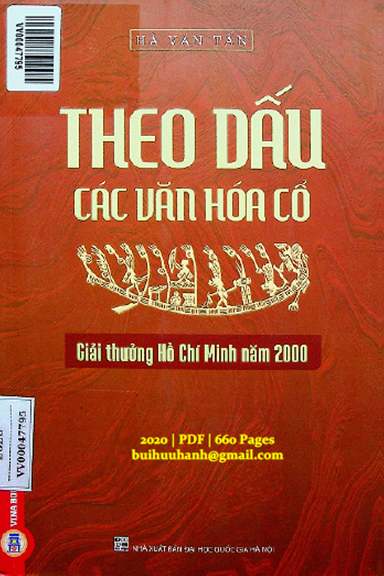 VV00047795
HÀ VĂN TẤN
THEO DẤU
CÁC VĂN HÓA CỔ
Giải thưởng Hồ Chí Minh năm 2000
2020 | PDF | 660 Pages
buihuuhanh@gmail.com
VV00047795
NHÀ XUẤT BẢN ĐẠI HỌC QUỐC GIA HÀ NỘI